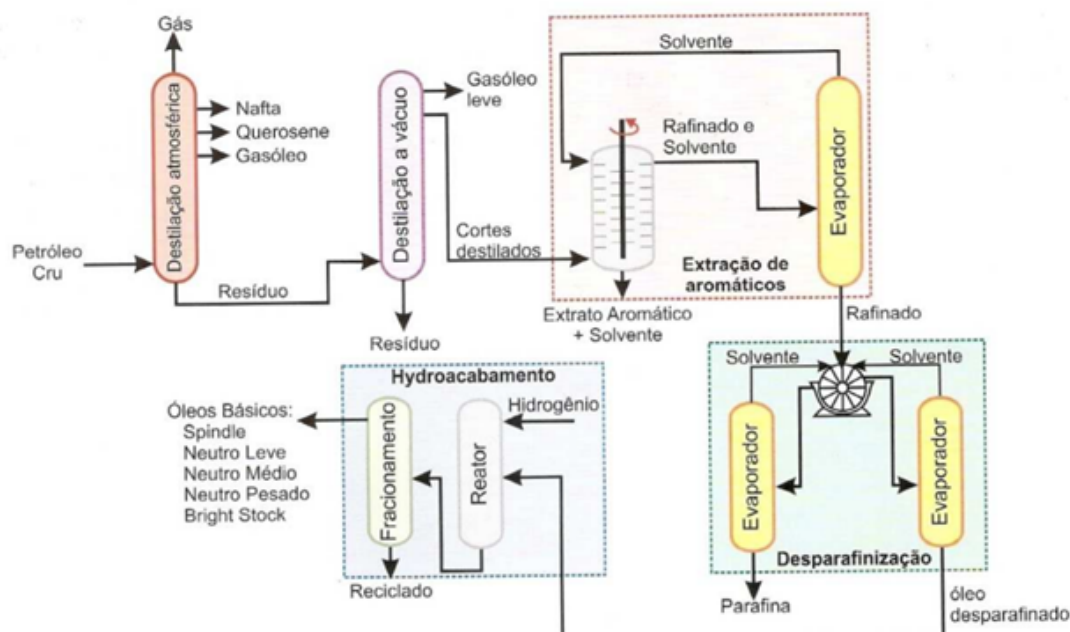 Gás
Destilação atmosférica
Nafta
Querosene
Gasóleo
Petróleo
Cru
Resíduo
Destilação a vácuo
Gasóleo
leve
Cortes
destilados
Resíduo
Solvente
Rafinado e
Solvente
Evaporador
Extração de
aromáticos
Extrato Aromático
+ Solvente
Rafinado
Solvente
Solvente
Evaporador
Evaporador
Desparafinização
Parafina
óleo
desparafinado
Hydroacabamento
Hidrogênio
Reator
Fracionamento
Reciclado
Óleos Básicos:
Spindle
Neutro Leve
Neutro Médio
Neutro Pesado
Bright Stock